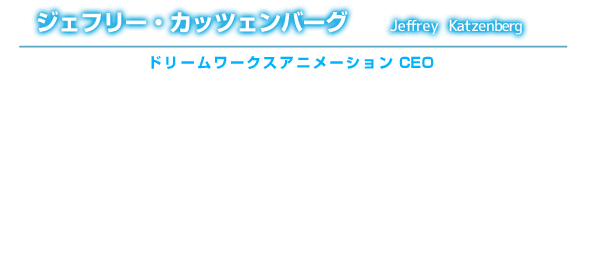 ジェフリー・カッツェンバーグ Jeffrey Katzenberg
ドリームワークスアニメーション CEO